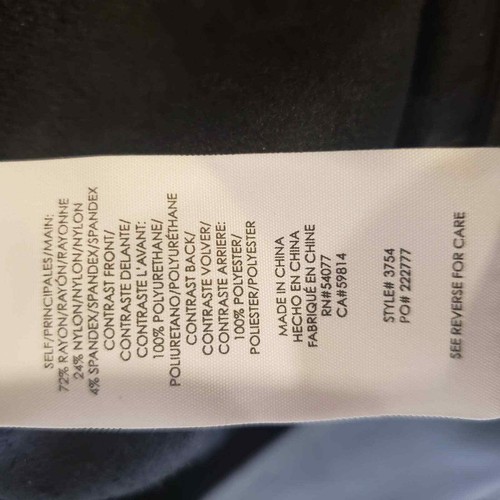 SELF/PRINCIPALES/MAIN:
72% RAYON/RAYÓN/RAYONNE
24% NYLON/NYLON/NYLON
4% SPANDEX/SPANDEX/SPANDEX
CONTRAST FRONT/
CONTRASTE DELANTE/
CONTRASTE L'AVANT:
100% POLYURETHANE/
POLIURETANO/POLYURÉTHANE
CONTRAST BACK/
CONTRASTE VOLVER/
CONTRASTE ARRIERE:
100% POLYESTER/
POLIESTER/POLYESTER
MADE IN CHINA
HECHO EN CHINA
FABRIQUÉ EN CHINE
RN#54077
CA#59814
STYLE# 3754
PO# 222777
SEE REVERSE FOR CARE